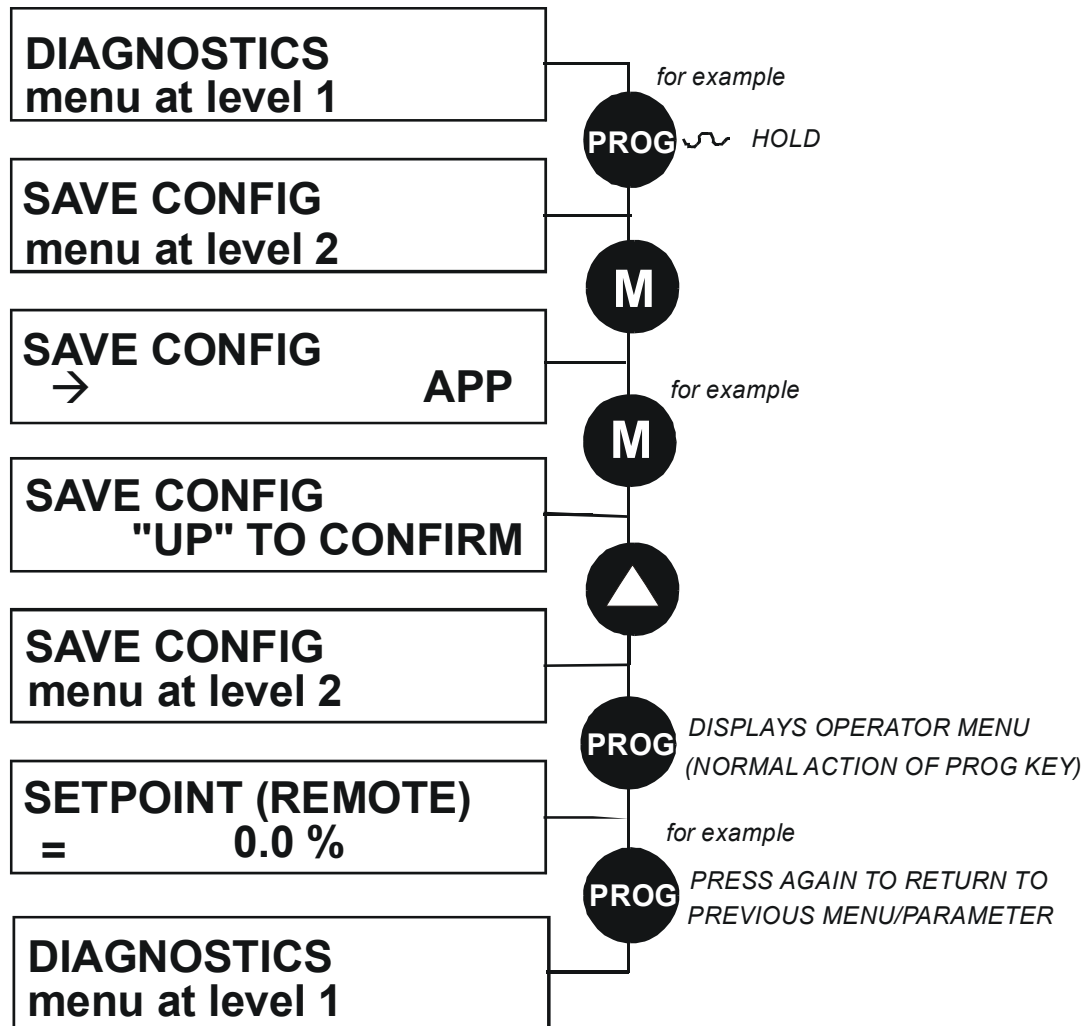 DIAGNOSTICS
menu at level 1
for example
PROG
HOLD
SAVE CONFIG
menu at level 2
M
SAVE CONFIG
→ APP
for example
M
SAVE CONFIG
"UP" TO CONFIRM
SAVE CONFIG
menu at level 2
PROG
DISPLAYS OPERATOR MENU
(NORMAL ACTION OF PROG KEY)
SETPOINT (REMOTE)
= 0.0 %
for example
PROG
PRESS AGAIN TO RETURN TO
PREVIOUS MENU/PARAMETER
DIAGNOSTICS
menu at level 1